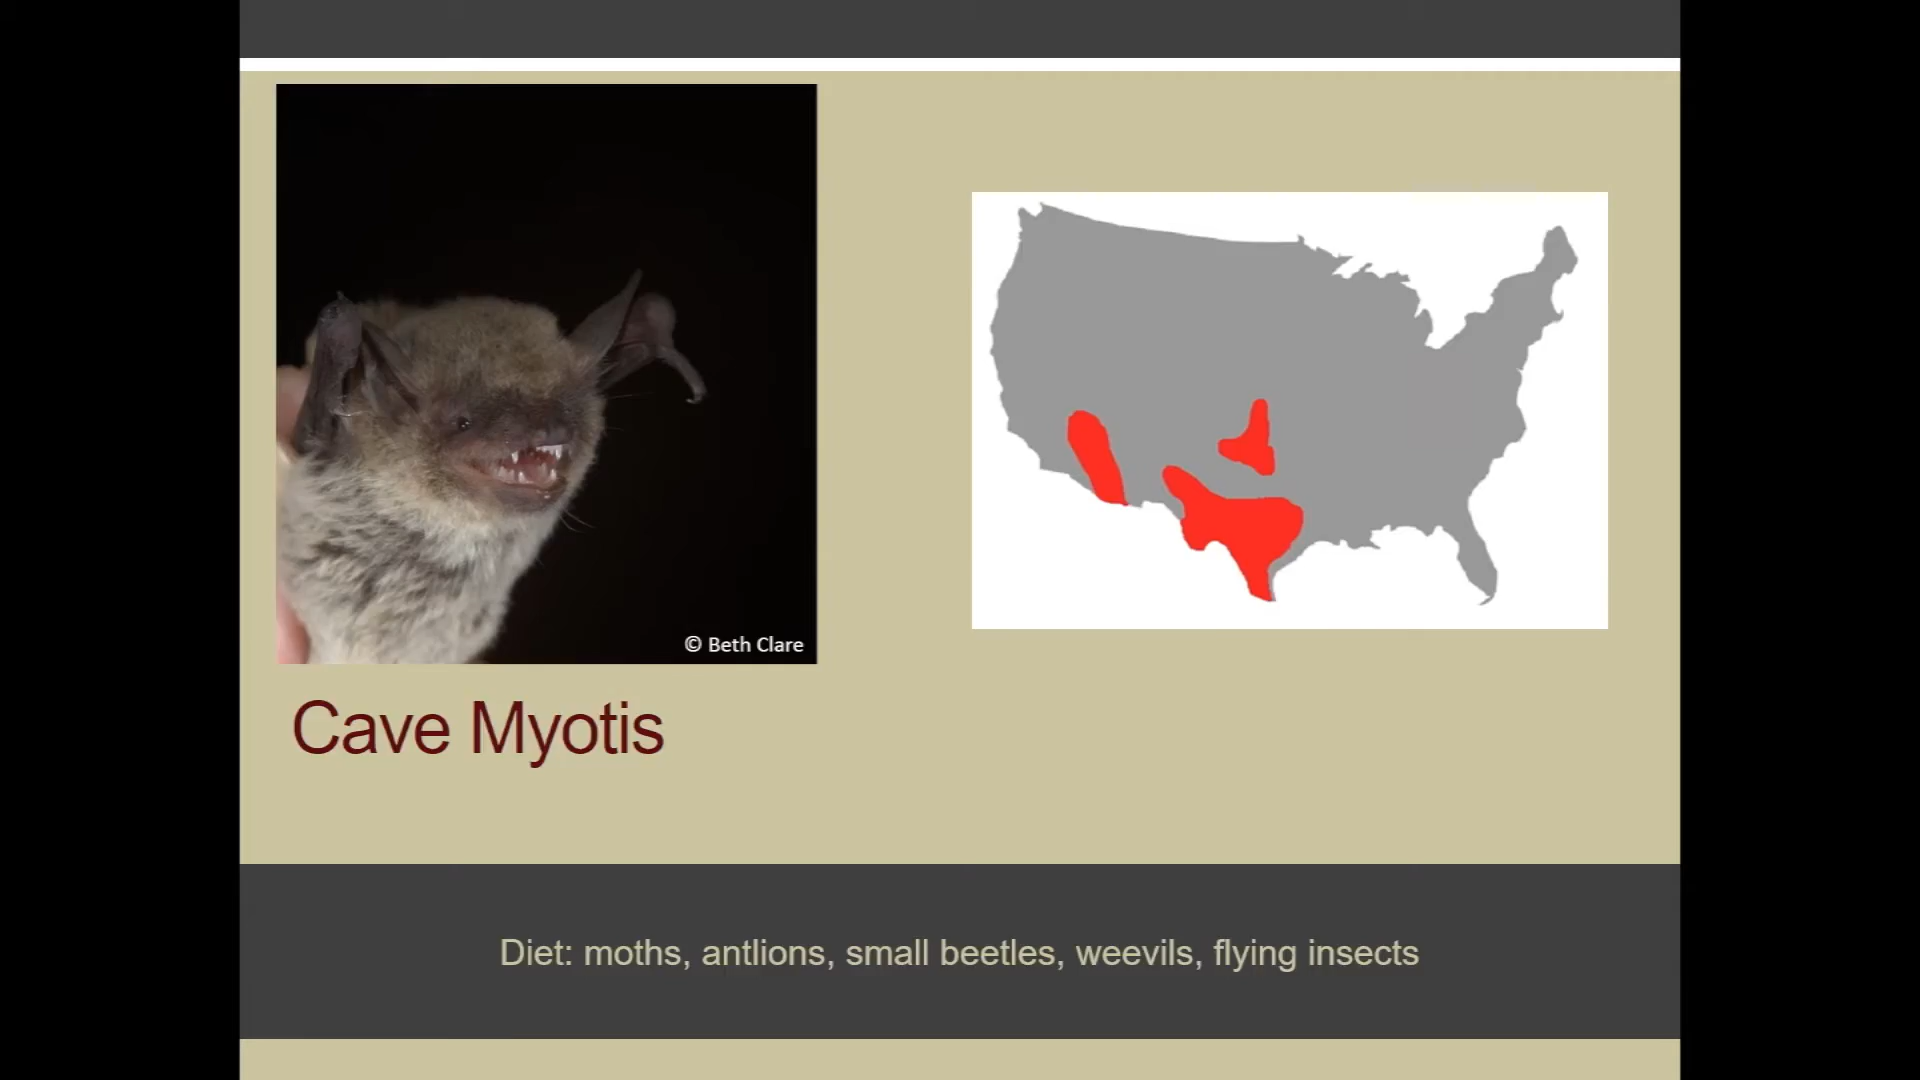 © Beth Clare
Cave Myotis
Diet: moths, antlions, small beetles, weevils, flying insects